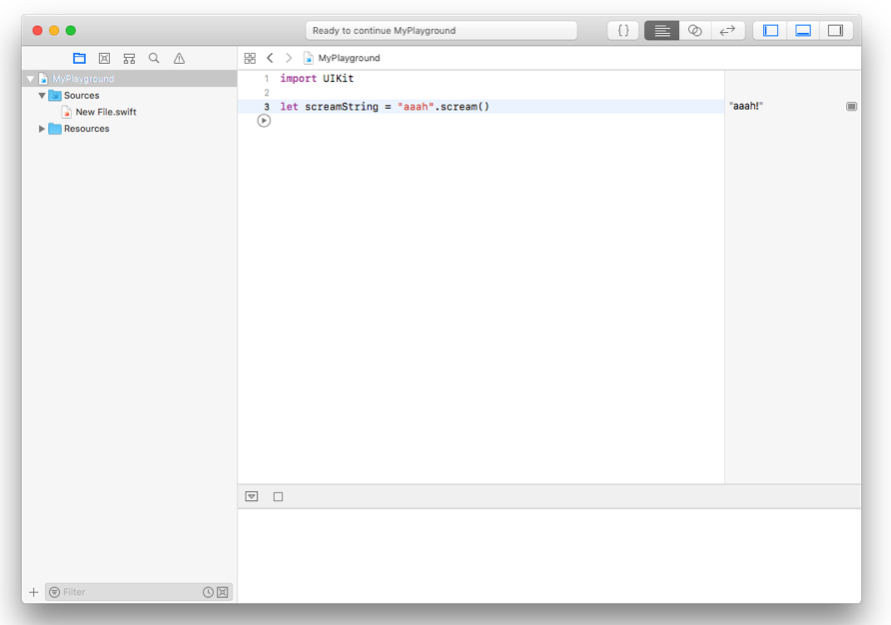 Ready to continue MyPlayground
{ }
MyPlayground
MyPlayground
Sources
New File.swift
Resources
1 import UIKit
2
3 let screamString = "aaah".scream()
"aaah!"
Filter